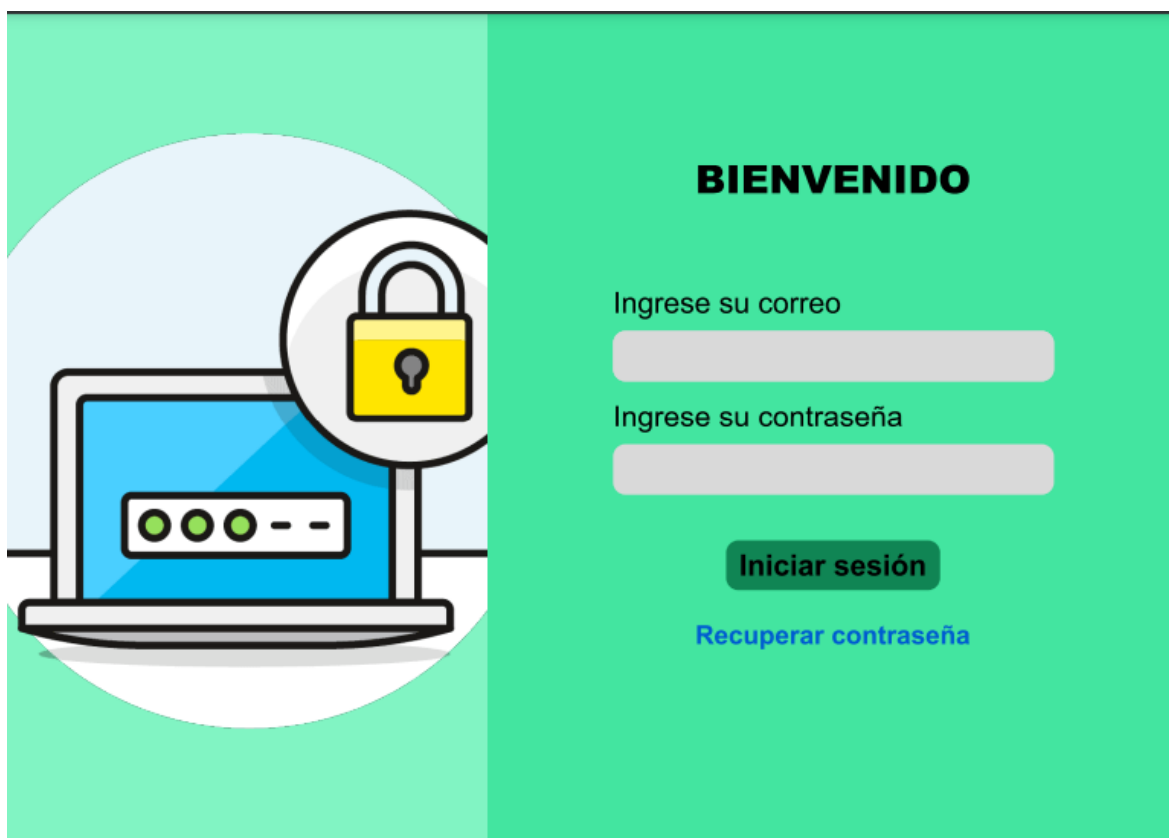 BIENVENIDO
Ingrese su correo
Ingrese su contraseña
Iniciar sesión
Recuperar contraseña